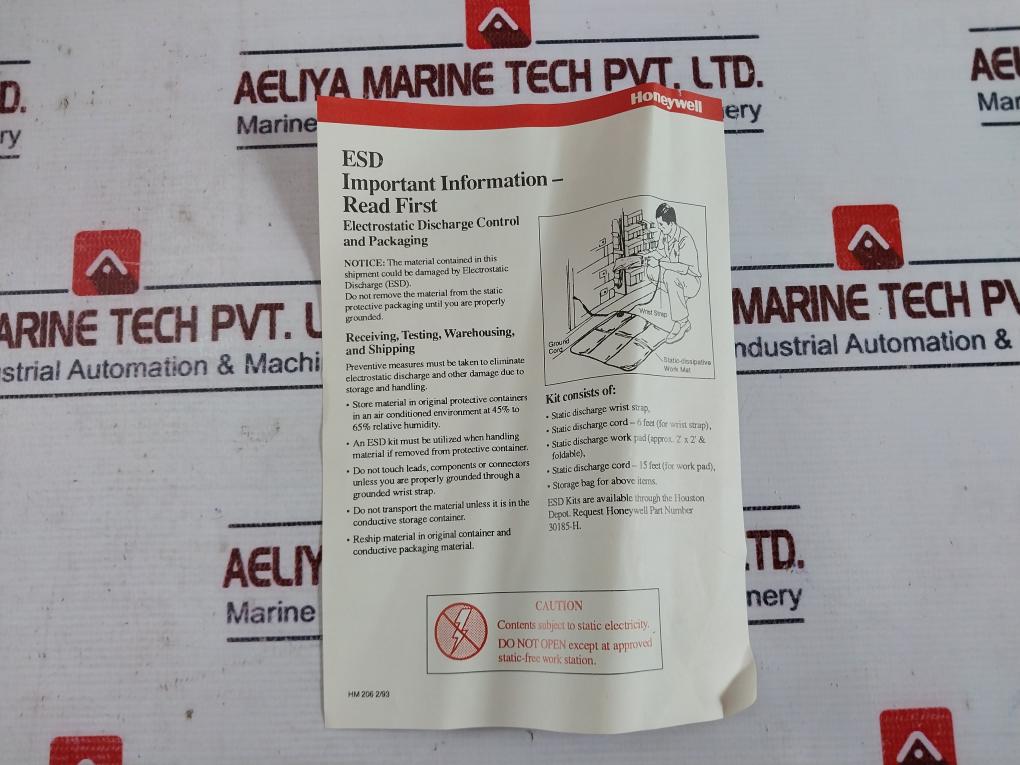 AELIYA MARINE TECH PVT. LTD.
Marine
ery
D.
ry
AEL
Mar
Honeywell
ESD
Important Information –
Read First
Electrostatic Discharge Control
and Packaging
NOTICE: The material contained in this
shipment could be damaged by Electrostatic
Discharge (ESD).
Do not remove the material from the static
protective packaging until you are properly
grounded.
Receiving, Testing, Warehousing,
and Shipping
Preventive measures must be taken to eliminate
electrostatic discharge and other damage due to
storage and handling.
• Store material in original protective containers
in an air conditioned environment at 45% to
65% relative humidity.
• An ESD kit must be utilized when handling
material if removed from protective container.
• Do not touch leads, components or connectors
unless you are properly grounded through a
grounded wrist strap.
• Do not transport the material unless it is in the
conductive storage container.
• Reship material in original container and
conductive packaging material.
Wrist Strap
Ground
Cord
Static-dissipative
Work Mat
Kit consists of:
• Static discharge wrist strap,
• Static discharge cord – 6 feet (for wrist strap),
• Static discharge work pad (approx. 2' x 2' &
foldable),
• Static discharge cord – 15 feet (for work pad),
• Storage bag for above items.
ESD Kits are available through the Houston
Depot. Request Honeywell Part Number
30185-H.
CAUTION
Contents subject to static electricity.
DO NOT OPEN except at approved
static-free work station.
HM 206 2/93
ARINE TECH PVT. L
strial Automation & Machi
MARINE TECH PV
ndustrial Automation &
AELIY
Marine
TD.
nery